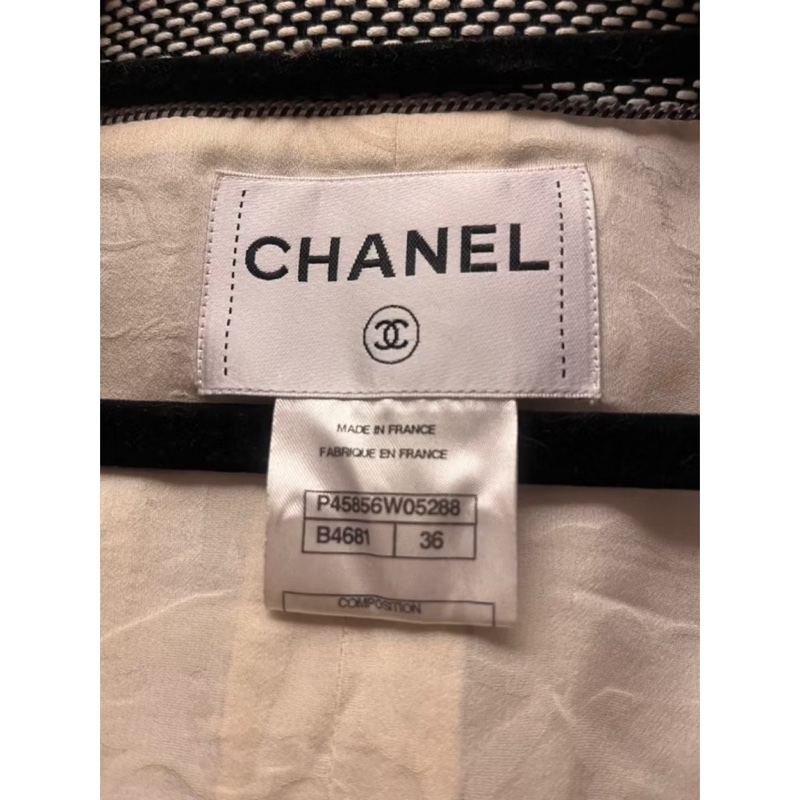 CHANEL
MADE IN FRANCE
FABRIQUE EN FRANCE
P45856W05288
B4681 36
COMPOSITION